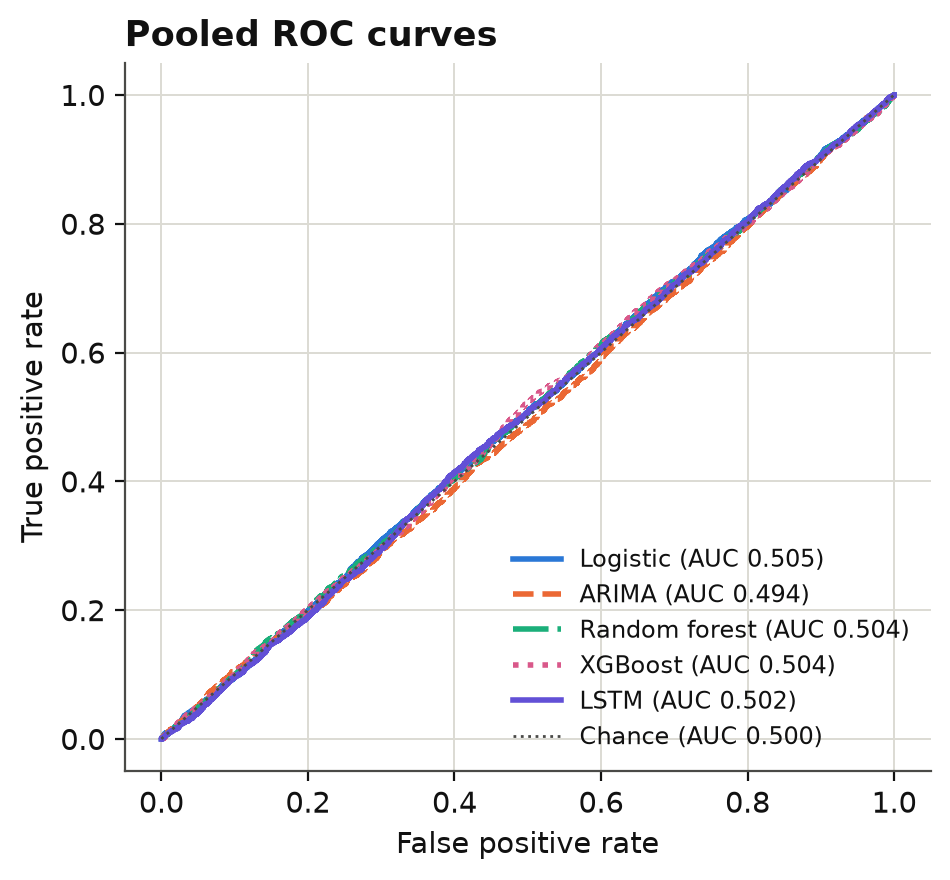 Pooled ROC curves
1.0
0.8
0.6
0.4
0.2
0.0
True positive rate
Logistic (AUC 0.505)
ARIMA (AUC 0.494)
Random forest (AUC 0.504)
XGBoost (AUC 0.504)
LSTM (AUC 0.502)
Chance (AUC 0.500)
0.0 0.2 0.4 0.6 0.8 1.0
False positive rate